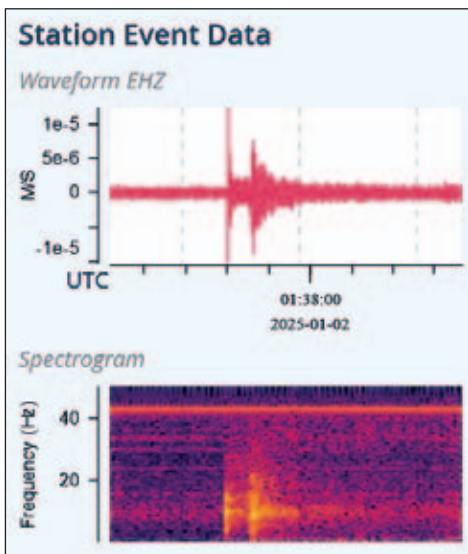 Station Event Data
Waveform EHZ
1e-5
5e-6
0
-1e-5
M/S
UTC
01:38:00
2025-01-02
Spectrogram
40
20
Frequency (Hz)